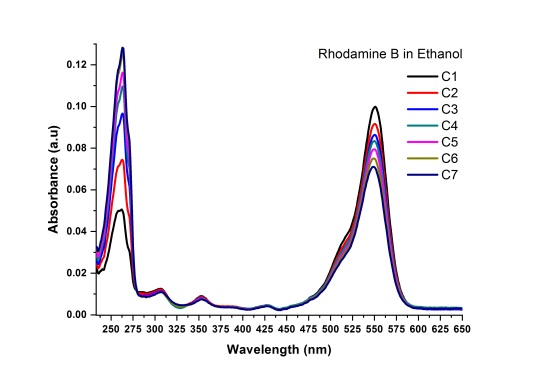 Rhodamine B in Ethanol
C1
C2
C3
C4
C5
C6
C7
0.12
0.10
0.08
0.06
0.04
0.02
0.00
Absorbance (a.u)
250 275 300 325 350 375 400 425 450 475 500 525 550 575 600 625 650
Wavelength (nm)